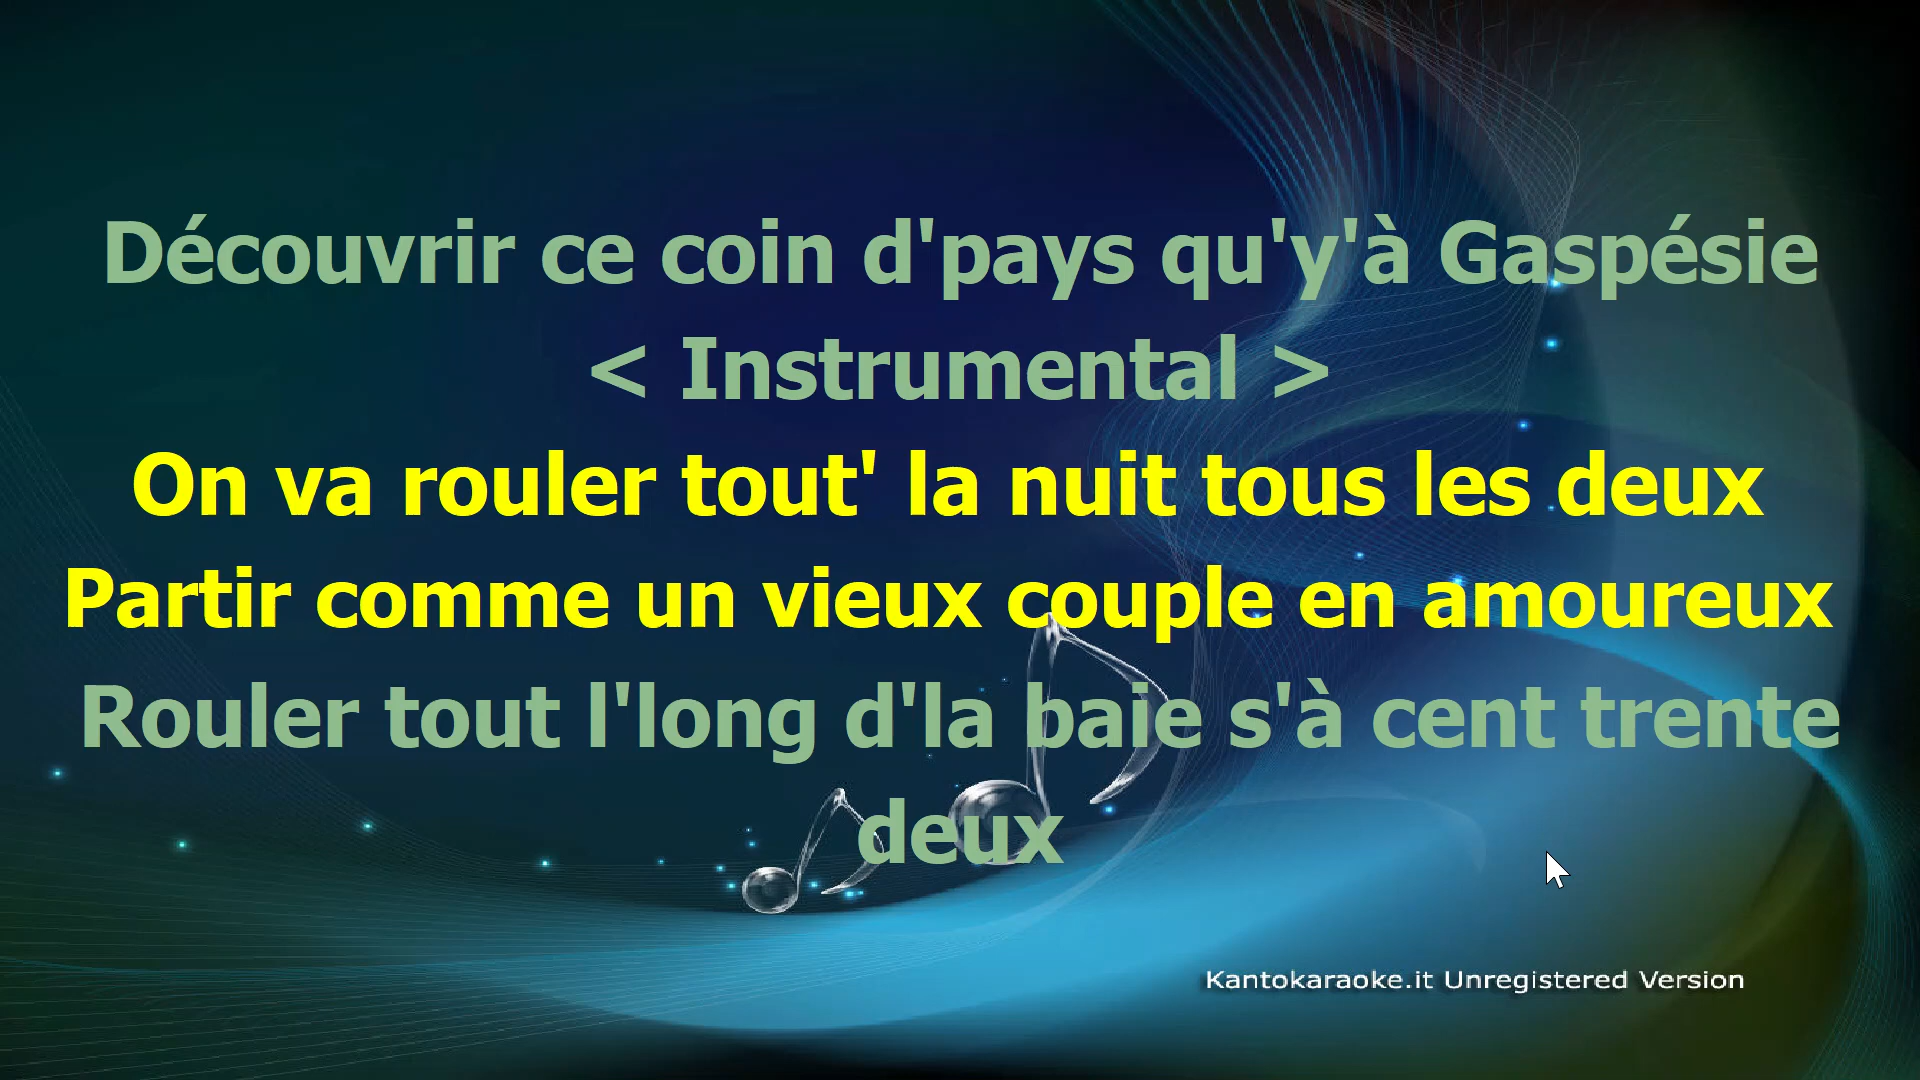 Découvrir ce coin d'pays qu'y'à Gaspésie
< Instrumental >
On va rouler tout' la nuit tous les deux
Partir comme un vieux couple en amoureux
Rouler tout l'long d'la baie s'à cent trente
deux
Kantokaraoke.it Unregistered Version